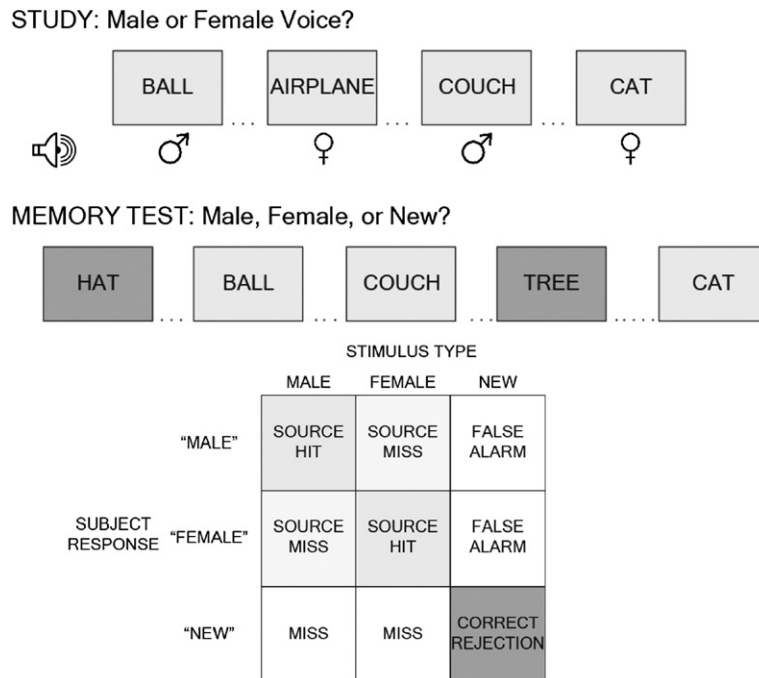 STUDY: Male or Female Voice?
BALL
AIRPLANE
COUCH
CAT
... ... ...
♂ ♀ ♂ ♀
MEMORY TEST: Male, Female, or New?
HAT
BALL
COUCH
TREE
CAT
... ... ... .....
STIMULUS TYPE
MALE FEMALE NEW
“MALE” SOURCE HIT SOURCE MISS FALSE ALARM
SUBJECT RESPONSE “FEMALE” SOURCE MISS SOURCE HIT FALSE ALARM
“NEW” MISS MISS CORRECT REJECTION